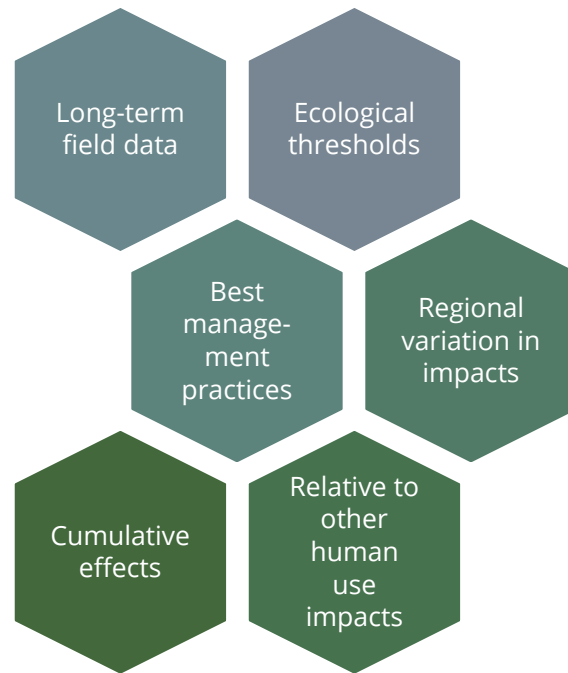 Long-term
field data
Ecological
thresholds
Best
manage-
ment
practices
Regional
variation in
impacts
Cumulative
effects
Relative to
other
human
use
impacts